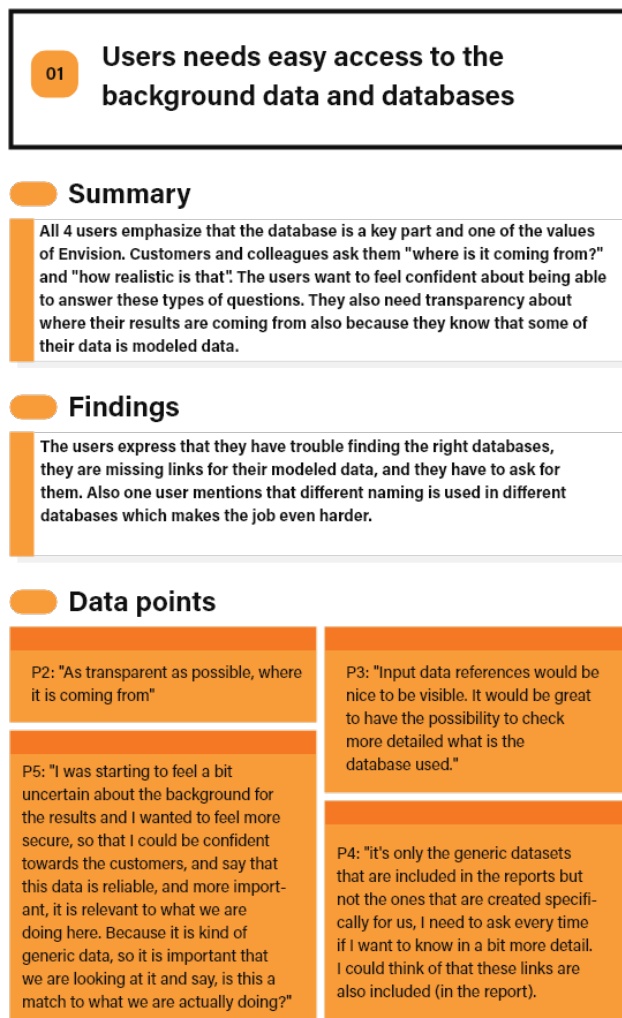 01
Users needs easy access to the
background data and databases
Summary
All 4 users emphasize that the database is a key part and one of the values
of Envision. Customers and colleagues ask them "where is it coming from?"
and "how realistic is that". The users want to feel confident about being able
to answer these types of questions. They also need transparency about
where their results are coming from also because they know that some of
their data is modeled data.
Findings
The users express that they have trouble finding the right databases,
they are missing links for their modeled data, and they have to ask for
them. Also one user mentions that different naming is used in different
databases which makes the job even harder.
Data points
P2: "As transparent as possible, where
it is coming from"
P3: "Input data references would be
nice to be visible. It would be great
to have the possibility to check
more detailed what is the
database used."
P5: "I was starting to feel a bit
uncertain about the background for
the results and I wanted to feel more
secure, so that I could be confident
towards the customers, and say that
this data is reliable, and more import-
ant, it is relevant to what we are
doing here. Because it is kind of
generic data, so it is important that
we are looking at it and say, is this a
match to what we are actually doing?"
P4: "it's only the generic datasets
that are included in the reports but
not the ones that are created specifi-
cally for us, I need to ask every time
if I want to know in a bit more detail.
I could think of that these links are
also included (in the report).